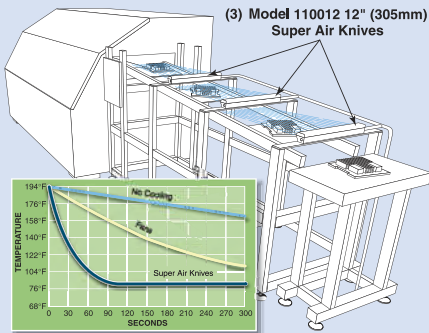 (3) Model 110012 12" (305mm)
Super Air Knives
194°F
176°F
158°F
140°F
122°F
104°F
76°F
68°F
TEMPERATURE
No Cooling
Fans
Super Air Knives
0 30 60 90 120 150 180 210 240 270 300
SECONDS